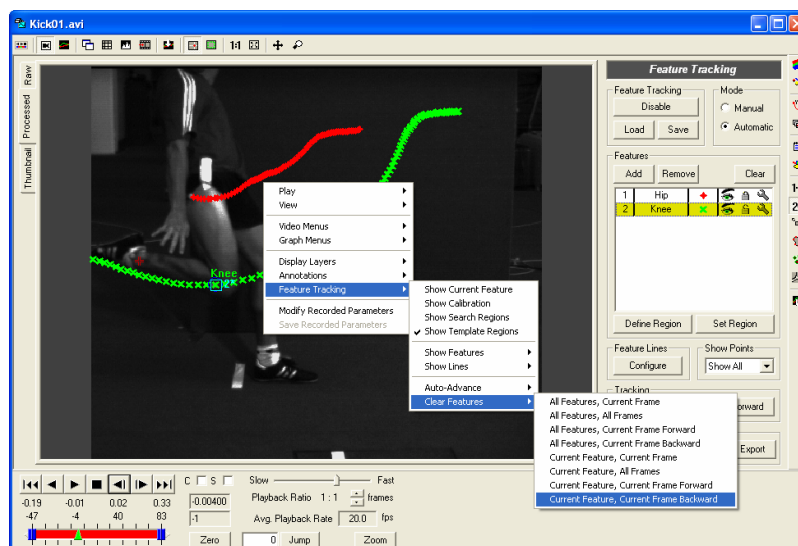 Kick01.avi
1:1
Feature Tracking
Raw
Processed
Thumbnail
Feature Tracking
Disable
Load
Save
Mode
Manual
Automatic
Features
Add
Remove
Clear
1 Hip
2 Knee
Define Region
Set Region
Feature Lines
Configure
Show Points
Show All
Tracking
orward
Export
Knee
Play
View
Video Menus
Graph Menus
Display Layers
Annotations
Feature Tracking
Modify Recorded Parameters
Save Recorded Parameters
Show Current Feature
Show Calibration
Show Search Regions
Show Template Regions
Show Features
Show Lines
Auto-Advance
Clear Features
All Features, Current Frame
All Features, All Frames
All Features, Current Frame Forward
All Features, Current Frame Backward
Current Feature, Current Frame
Current Feature, All Frames
Current Feature, Current Frame Forward
Current Feature, Current Frame Backward
C S
Slow Fast
-0.19 -0.01 0.02 0.33
-47 -4 40 83
-0.00400
-1
Playback Ratio 1 : 1 frames
Avg. Playback Rate 20.0 fps
Zero
0
Jump
Zoom